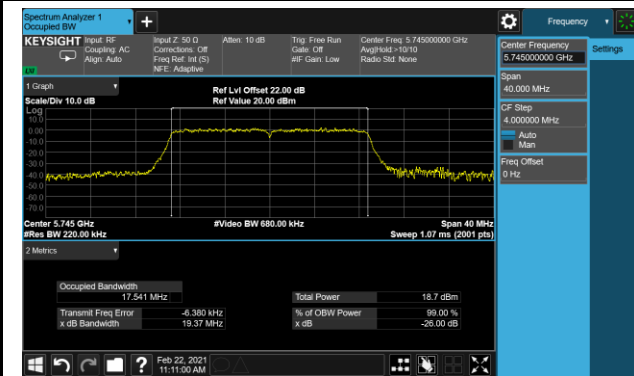 Spectrum Analyzer 1
Occupied BW
+
Frequency
KEYSIGHT
Input: RF
Coupling: AC
Align: Auto
Input Z: 50 Ω
Corrections: Off
Freq Ref: Int (S)
NFE: Adaptive
Atten: 10 dB
Trig: Free Run
Gate: Off
#IF Gain: Low
Center Freq: 5.745000000 GHz
Avg|Hold:>10/10
Radio Std: None
Center Frequency
5.745000000 GHz
Settings
Span
40.000 MHz
CF Step
4.000000 MHz
Auto
Man
Freq Offset
0 Hz
1 Graph
Scale/Div 10.0 dB
Ref Lvl Offset 22.00 dB
Ref Value 20.00 dBm
Log
10.0
0.00
-10.0
-20.0
-30.0
-40.0
-50.0
-60.0
-70.0
Center 5.745 GHz
#Video BW 680.00 kHz
Span 40 MHz
#Res BW 220.00 kHz
Sweep 1.07 ms (2001 pts)
2 Metrics
Occupied Bandwidth
17.541 MHz
Total Power 18.7 dBm
Transmit Freq Error -6.380 kHz
% of OBW Power 99.00 %
x dB Bandwidth 19.37 MHz
x dB -26.00 dB
?
Feb 22, 2021
11:11:00 AM